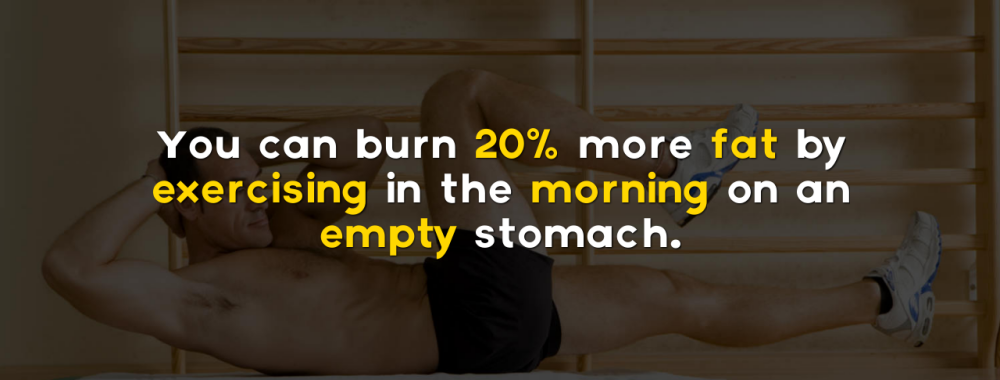 You can burn 20% more fat by
exercising in the morning on an
empty stomach.